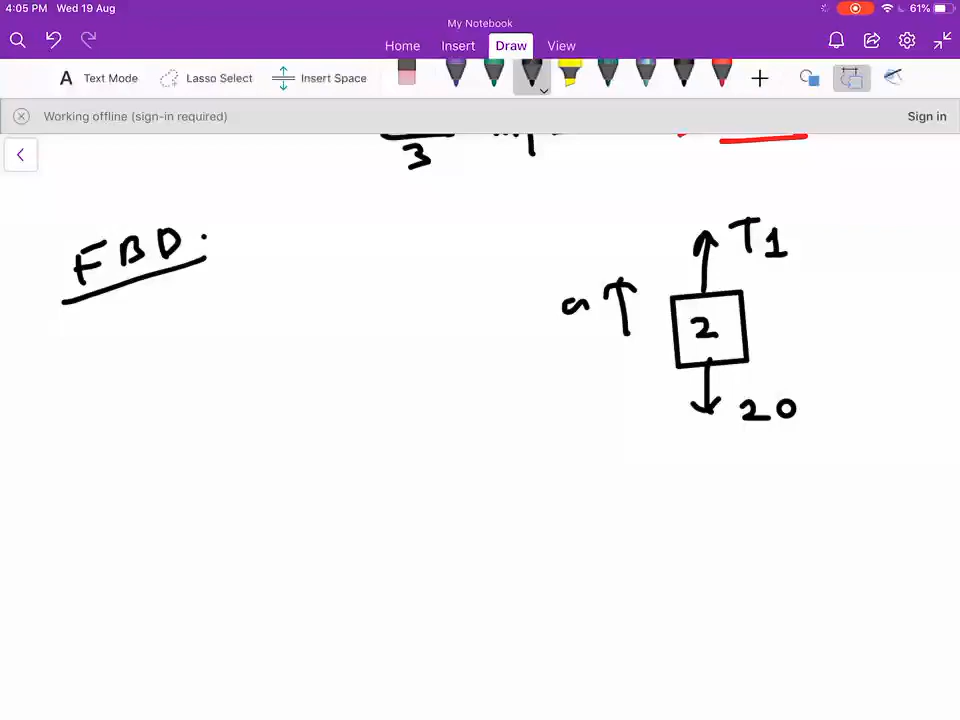 4:05 PM Wed 19 Aug
61%
My Notebook
Home Insert Draw View
A Text Mode Lasso Select Insert Space
Working offline (sign-in required) Sign in
3
FBD.
T1
a
2
20